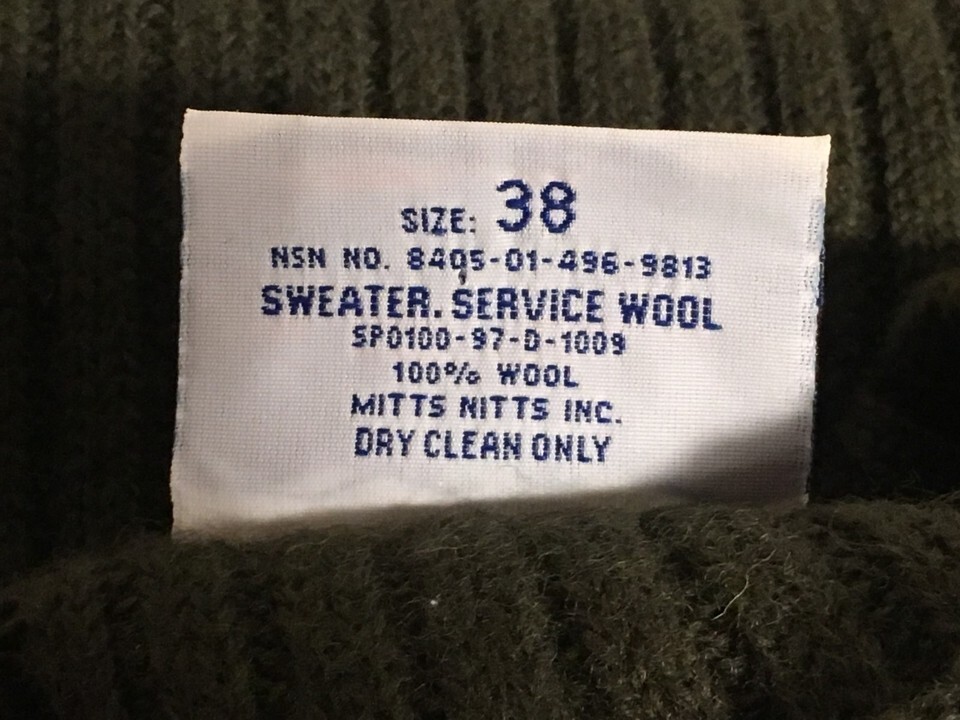 SIZE: 38
NSN NO. 8405-01-496-9813
SWEATER. SERVICE WOOL
SP0100-97-D-1009
100% WOOL
MITTS NITTS INC.
DRY CLEAN ONLY